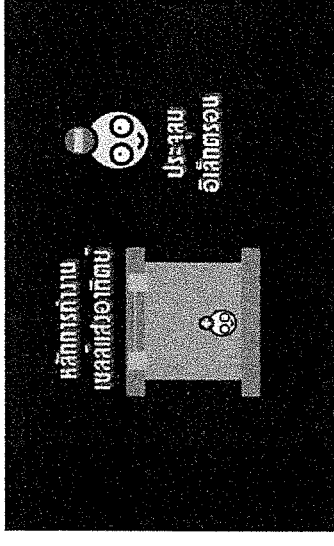 หลักการทำงาน
เซลล์แสงอาทิตย์
ประจุลบ
อิเล็กตรอน